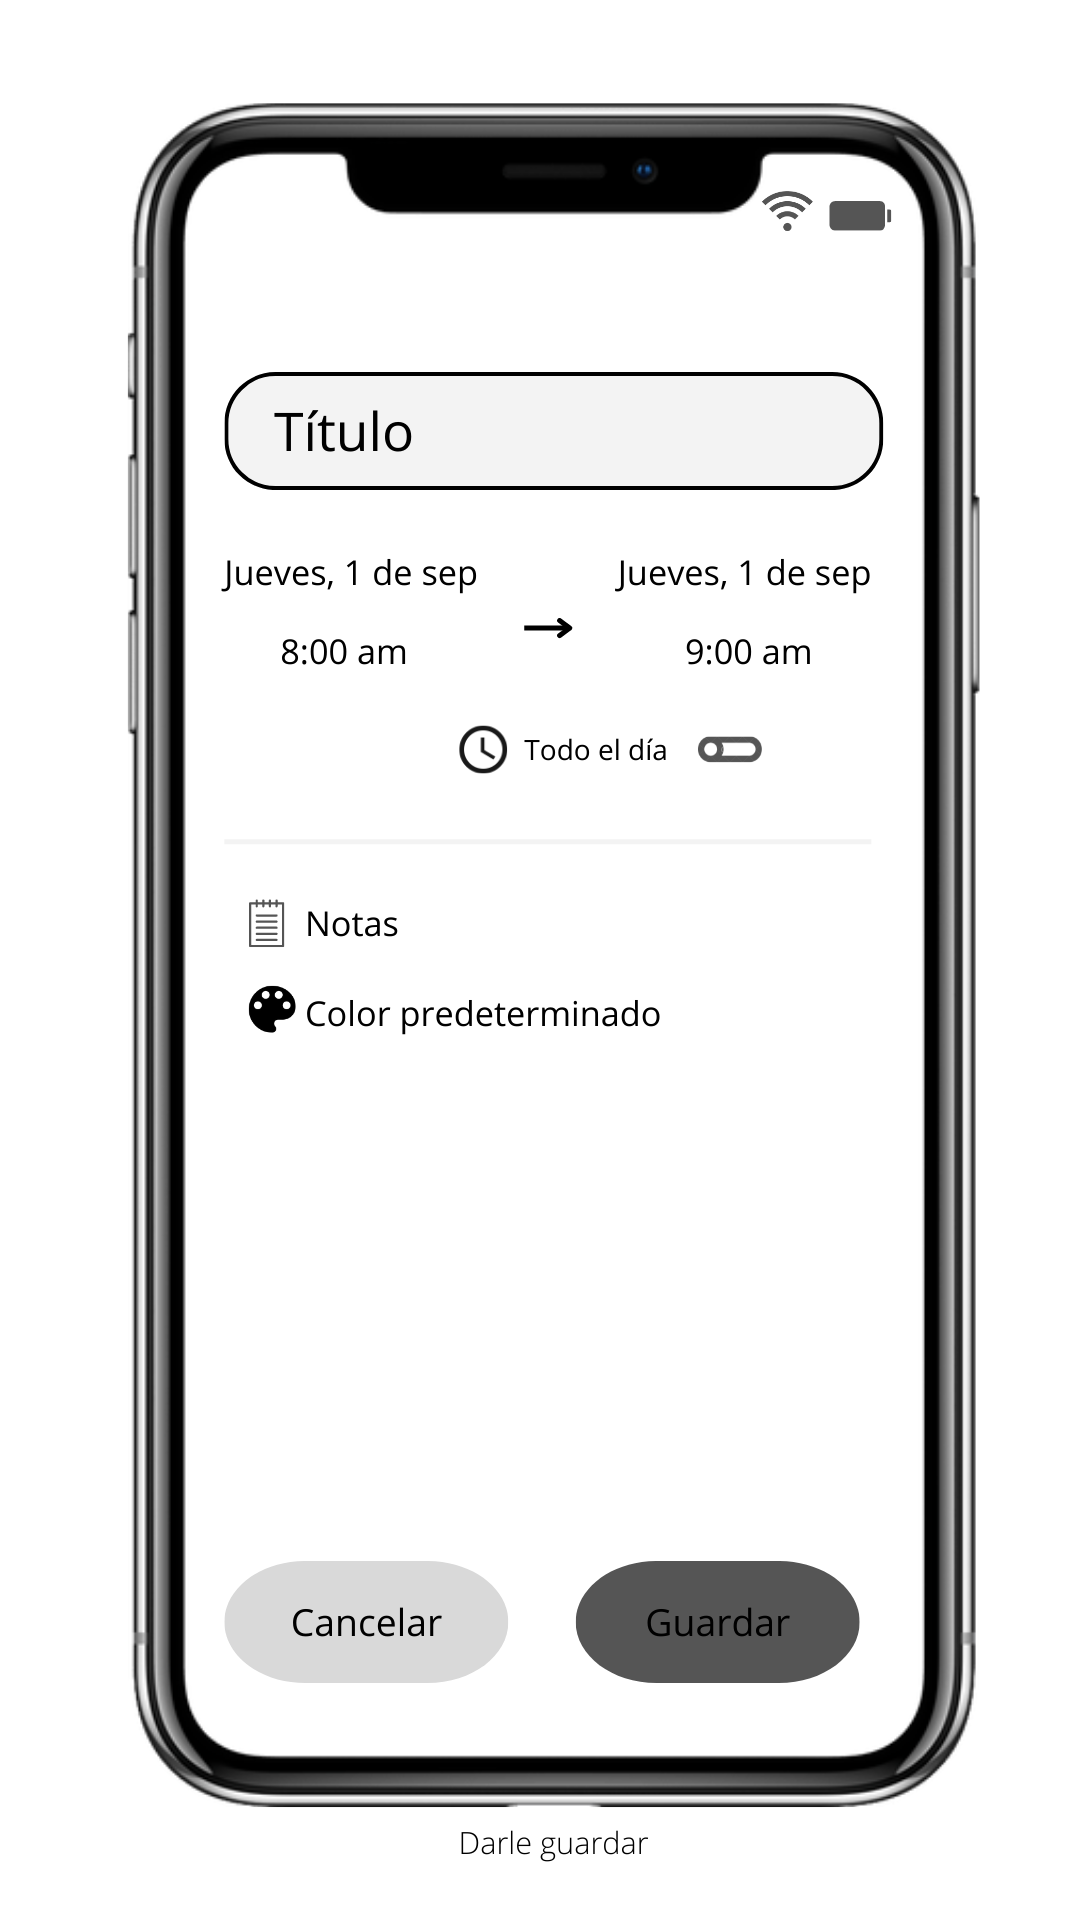 Título
Jueves, 1 de sep
Jueves, 1 de sep
8:00 am
9:00 am
Todo el día
Notas
Color predeterminado
Cancelar
Guardar
Darle guardar